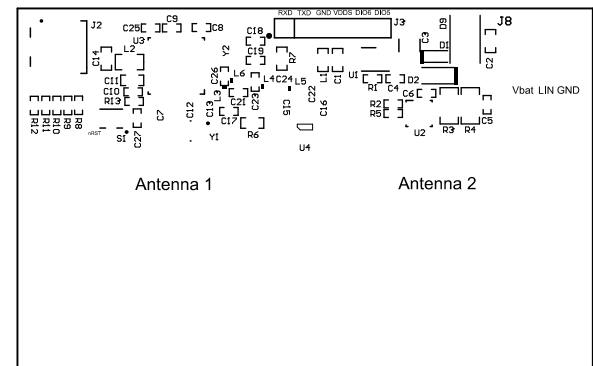 RXD TXD GND VDDS DIO6 DIO5
J2
C25
C9
C8
C18
J3
C3
D9
J8
U3
Y2
C19
D1
C14
L2
R7
C2
C26
L6
L4
C24
L5
L1
C1
U1
D2
C11
C10
R13
L3
C21
C23
R1
C4
Vbat LIN GND
C22
C6
R12
R11
R10
R9
R8
nRST
C7
C12
C13
C17
C15
C16
R2
R5
R3
R4
C5
S1
C27
Y1
R6
U4
U2
Antenna 1
Antenna 2